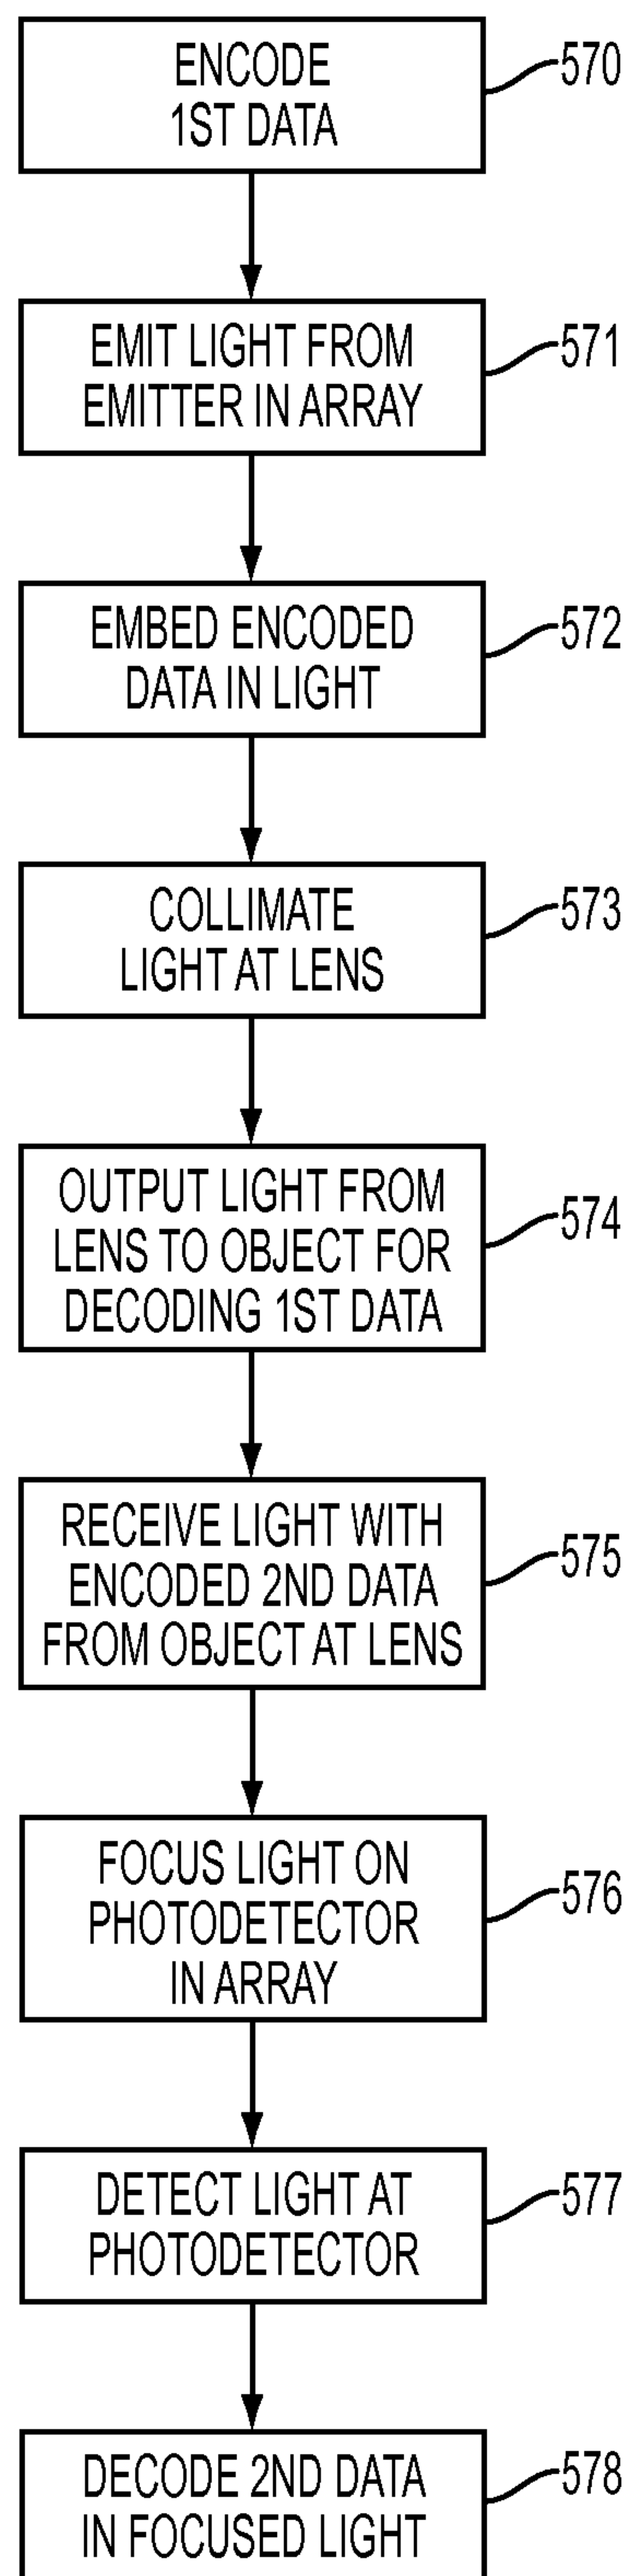 ENCODE
1ST DATA
570
EMIT LIGHT FROM
EMITTER IN ARRAY
571
EMBED ENCODED
DATA IN LIGHT
572
COLLIMATE
LIGHT AT LENS
573
OUTPUT LIGHT FROM
LENS TO OBJECT FOR
DECODING 1ST DATA
574
RECEIVE LIGHT WITH
ENCODED 2ND DATA
FROM OBJECT AT LENS
575
FOCUS LIGHT ON
PHOTODETECTOR
IN ARRAY
576
DETECT LIGHT AT
PHOTODETECTOR
577
DECODE 2ND DATA
IN FOCUSED LIGHT
578